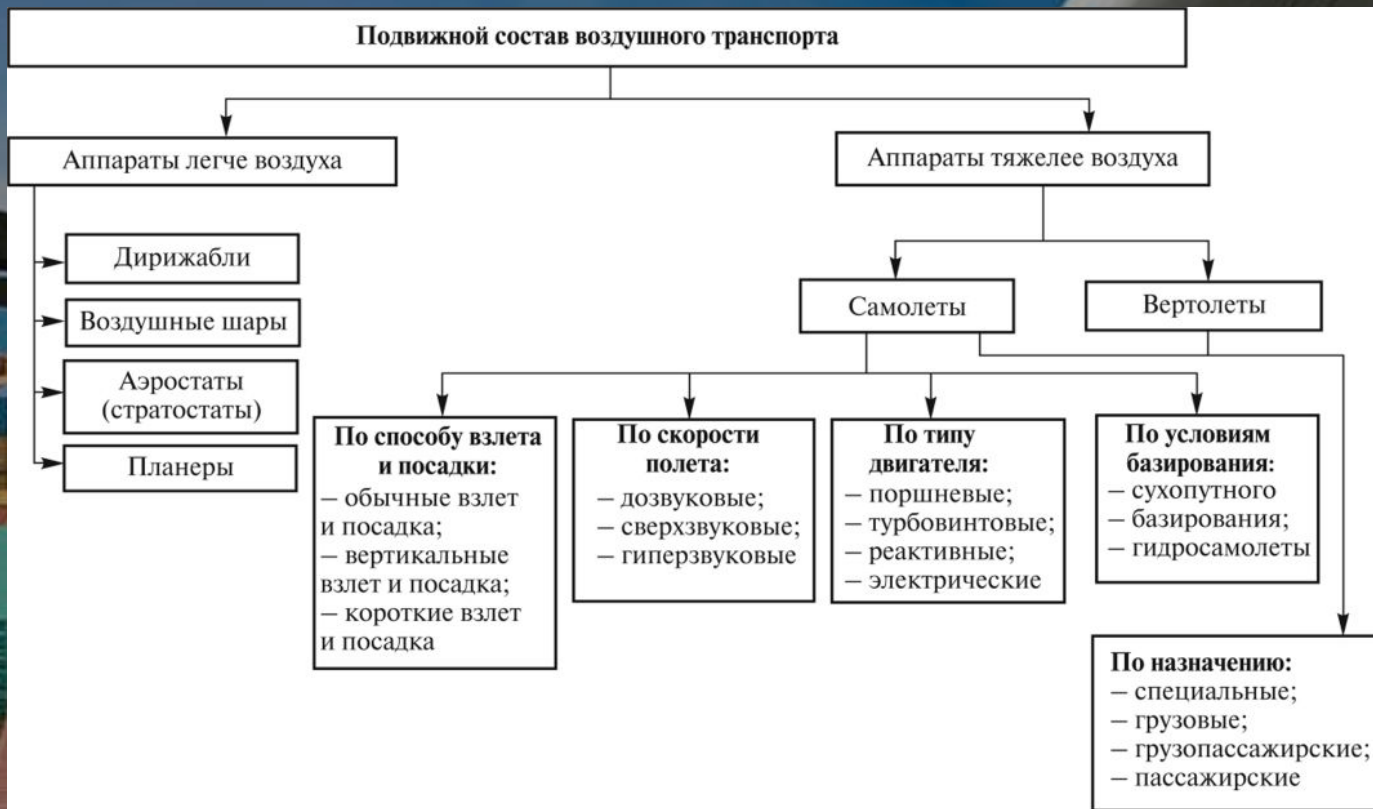 Подвижной состав воздушного транспорта
Аппараты легче воздуха
Аппараты тяжелее воздуха
Дирижабли
Воздушные шары
Аэростаты
(стратостаты)
Планеры
Самолеты
Вертолеты
По способу взлета
и посадки:
– обычные взлет
и посадка;
– вертикальные
взлет и посадка;
– короткие взлет
и посадка
По скорости
полета:
– дозвуковые;
– сверхзвуковые;
– гиперзвуковые
По типу
двигателя:
– поршневые;
– турбовинтовые;
– реактивные;
– электрические
По условиям
базирования:
– сухопутного
– базирования;
– гидросамолеты
По назначению:
– специальные;
– грузовые;
– грузопассажирские;
– пассажирские